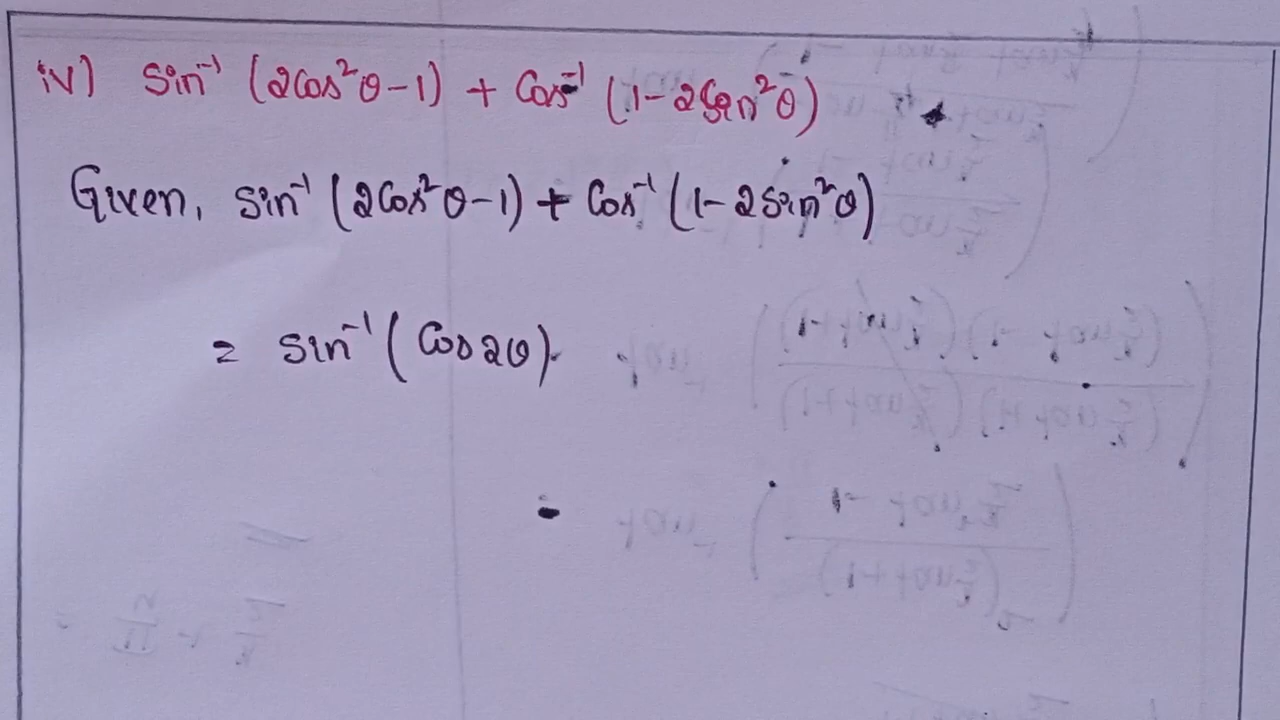 iv) Sin⁻¹ (2cos²θ-1) + Cos⁻¹ (1-2Sin²θ)
Given, sin⁻¹ (2Cos²θ-1) + Cos⁻¹ (1-2sin²θ)
= sin⁻¹ (Cos2θ).